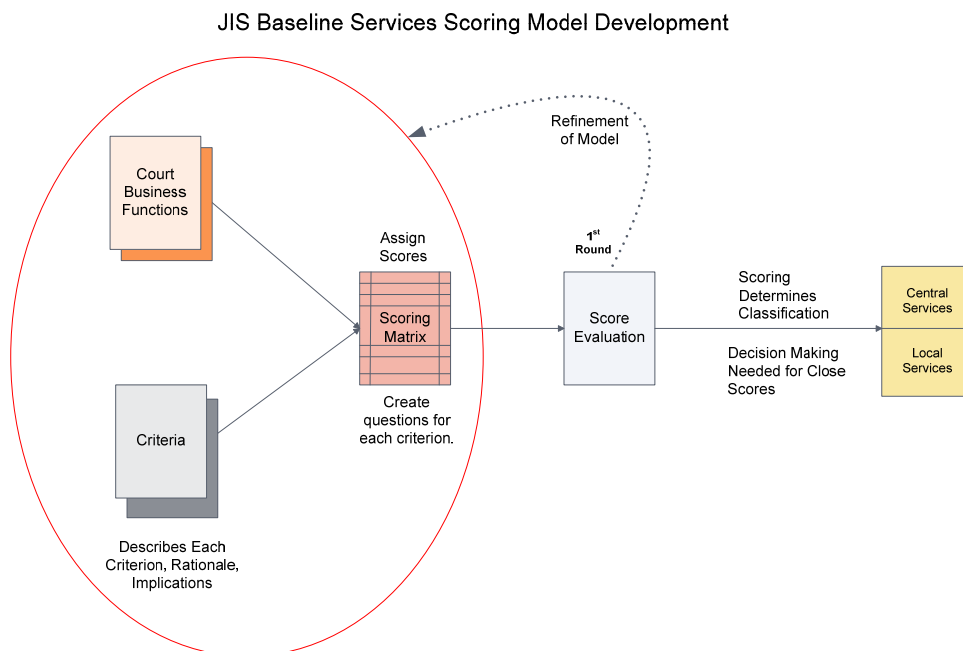 JIS Baseline Services Scoring Model Development
Refinement
of Model
Court
Business
Functions
1st
Round
Assign
Scores
Scoring
Matrix
Score
Evaluation
Scoring
Determines
Classification
Central
Services
Decision Making
Needed for Close
Scores
Local
Services
Create
questions for
each criterion.
Criteria
Describes Each
Criterion, Rationale,
Implications